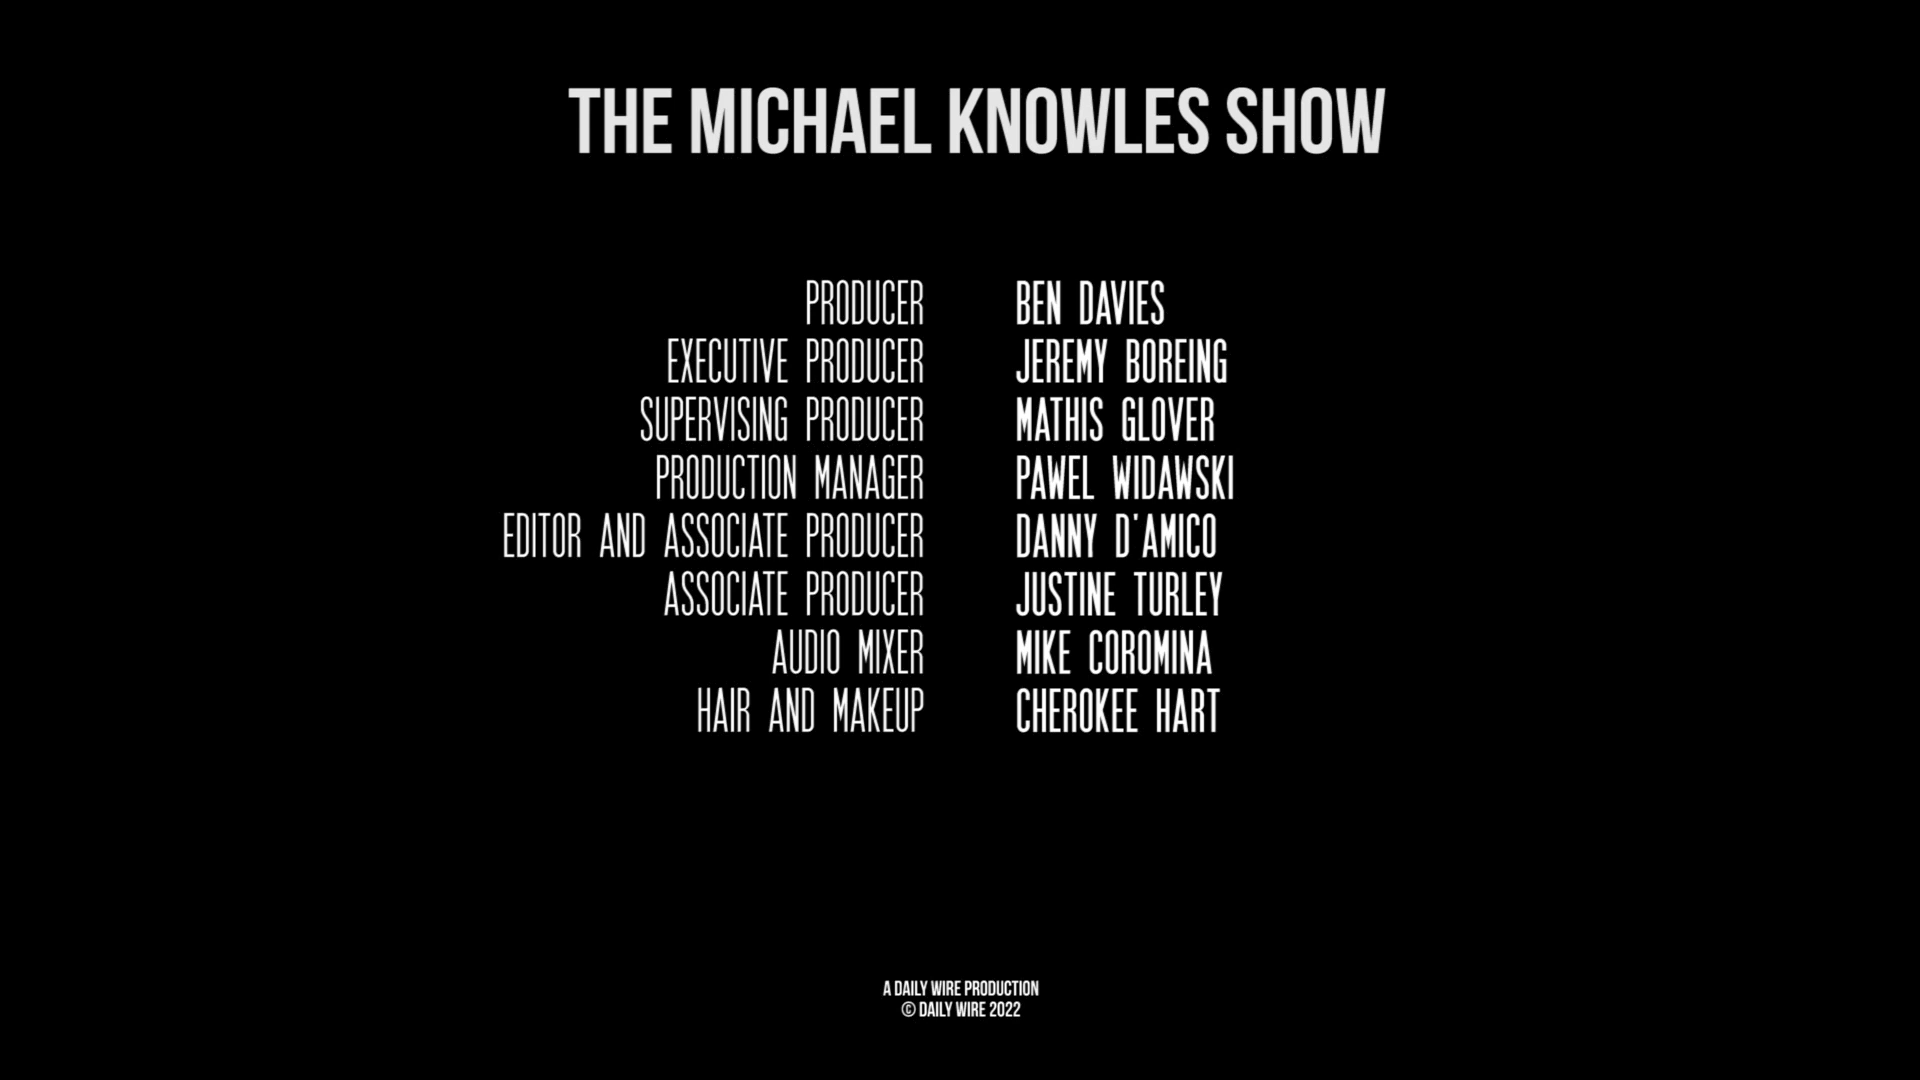 THE MICHAEL KNOWLES SHOW
PRODUCER BEN DAVIES
EXECUTIVE PRODUCER JEREMY BOREING
SUPERVISING PRODUCER MATHIS GLOVER
PRODUCTION MANAGER PAWEL WIDAWSKI
EDITOR AND ASSOCIATE PRODUCER DANNY D'AMICO
ASSOCIATE PRODUCER JUSTINE TURLEY
AUDIO MIXER MIKE COROMINA
HAIR AND MAKEUP CHEROKEE HART
A DAILY WIRE PRODUCTION
© DAILY WIRE 2022